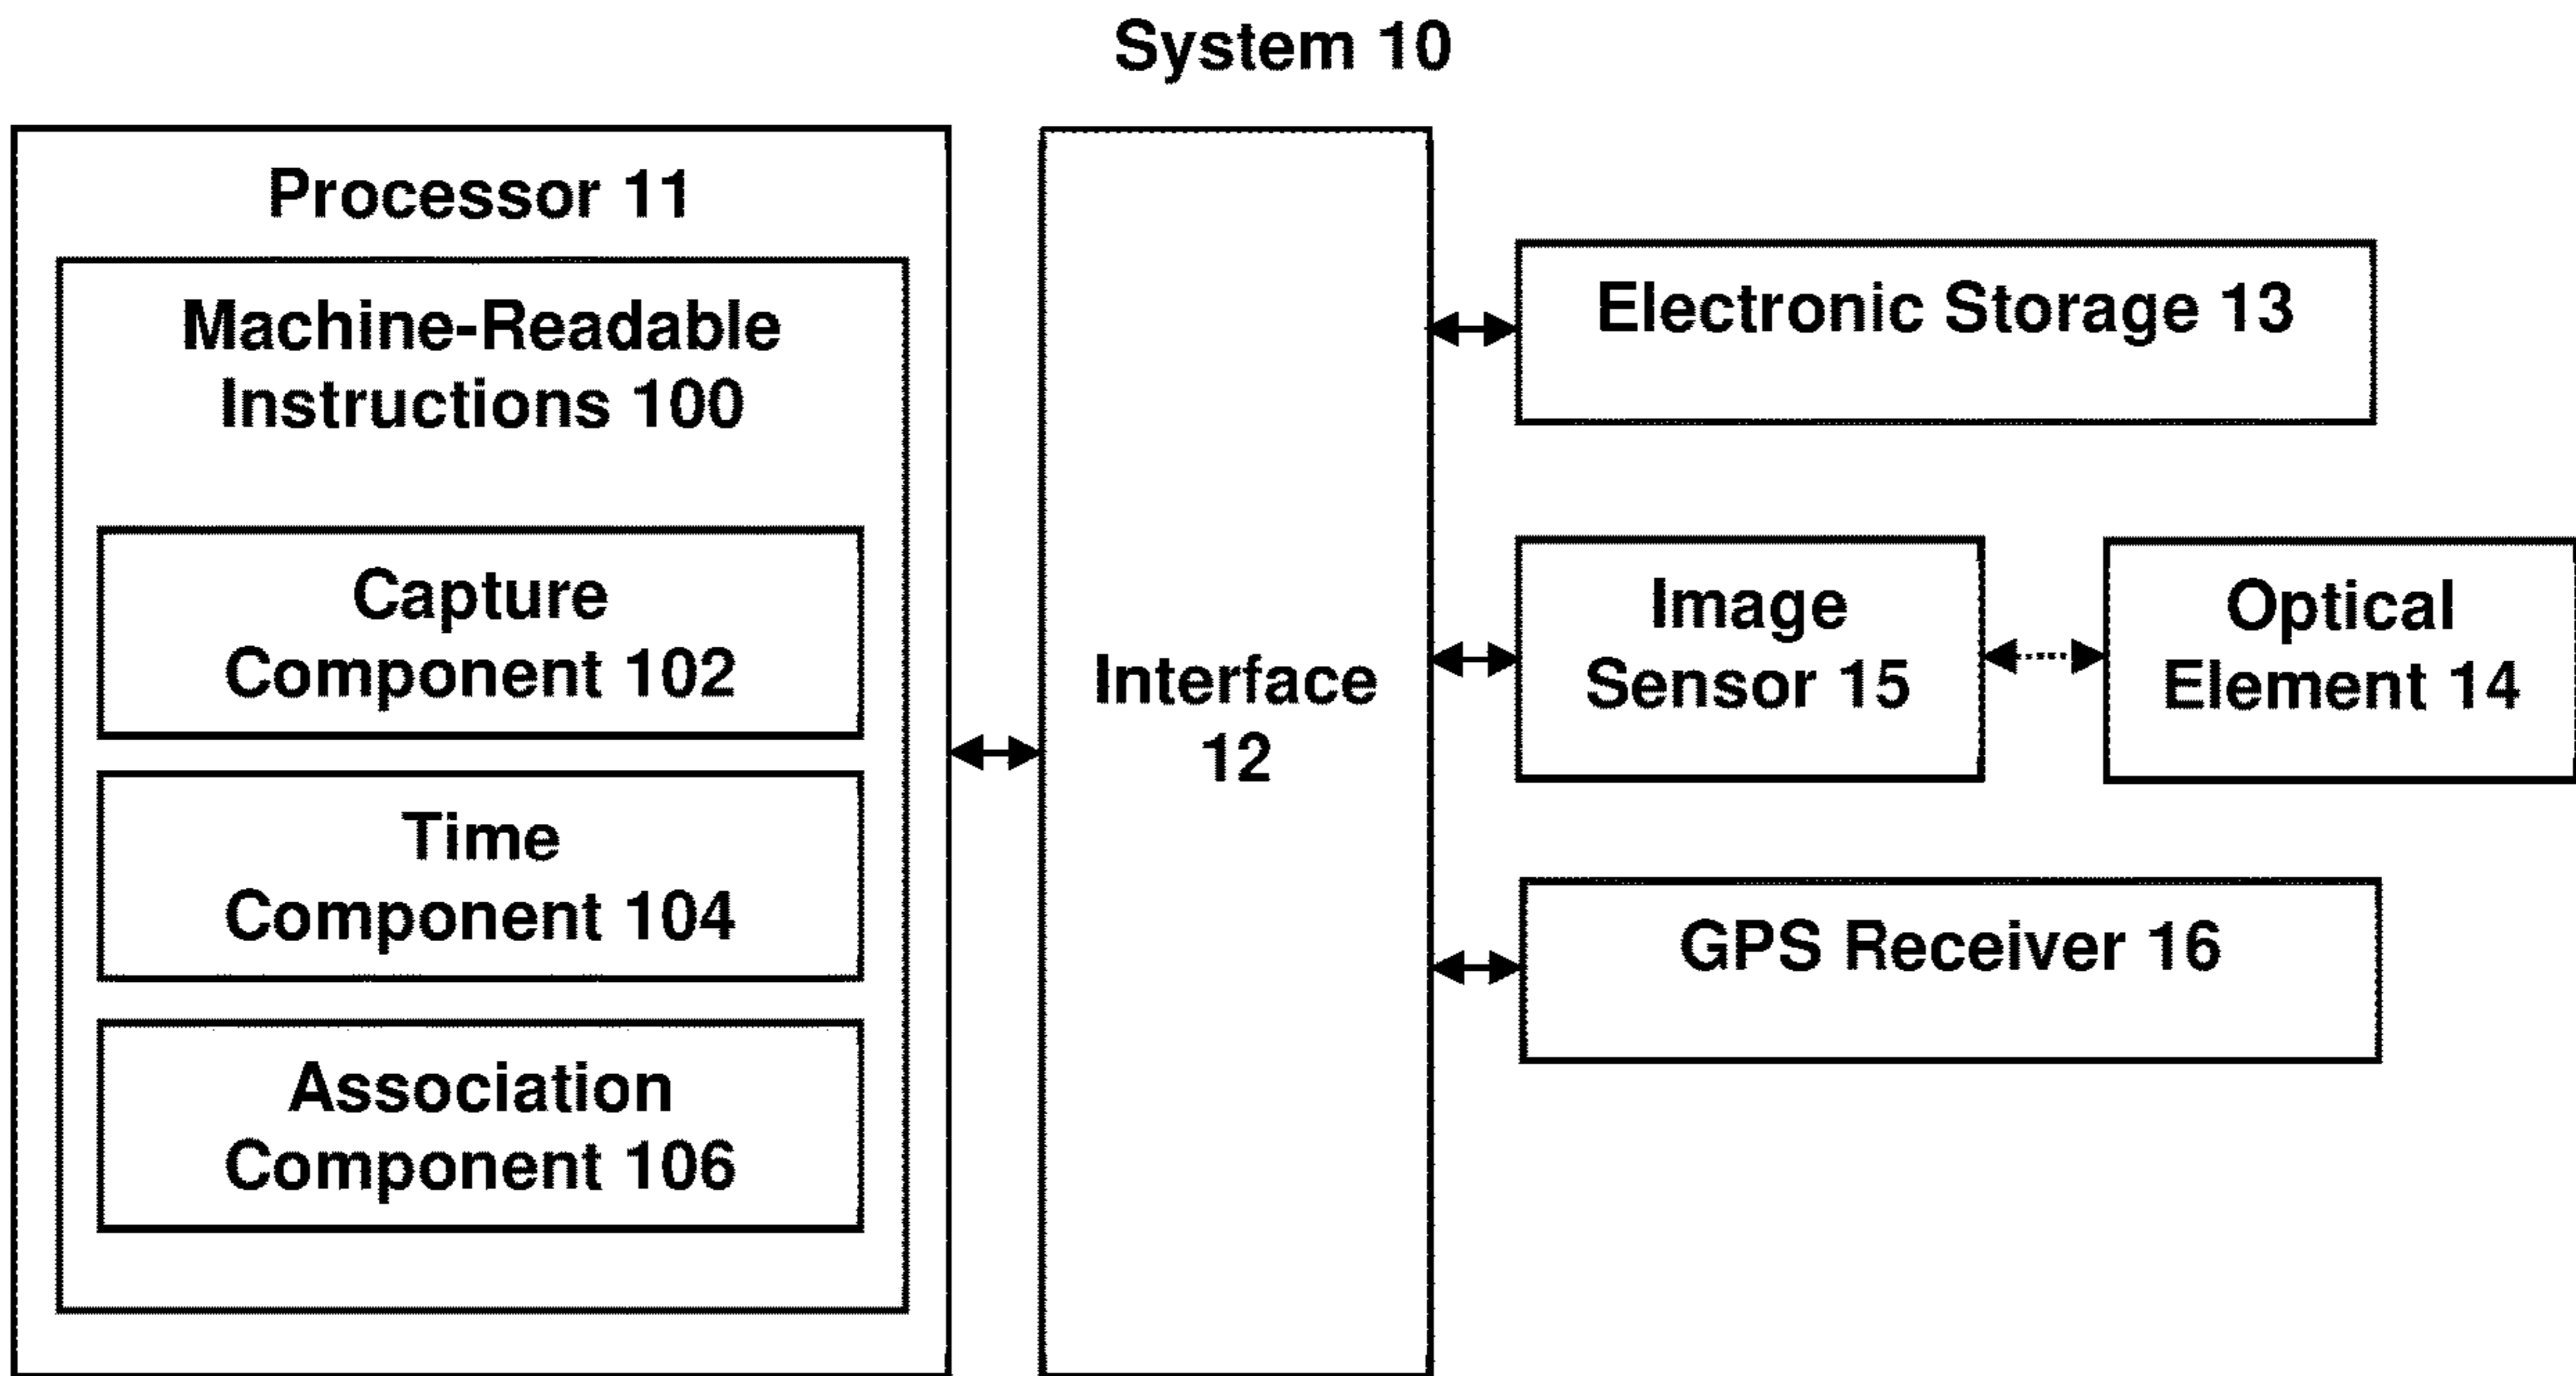 System 10
Processor 11
Machine-Readable
Instructions 100
Capture
Component 102
Time
Component 104
Association
Component 106
Interface
12
Electronic Storage 13
Image
Sensor 15
Optical
Element 14
GPS Receiver 16